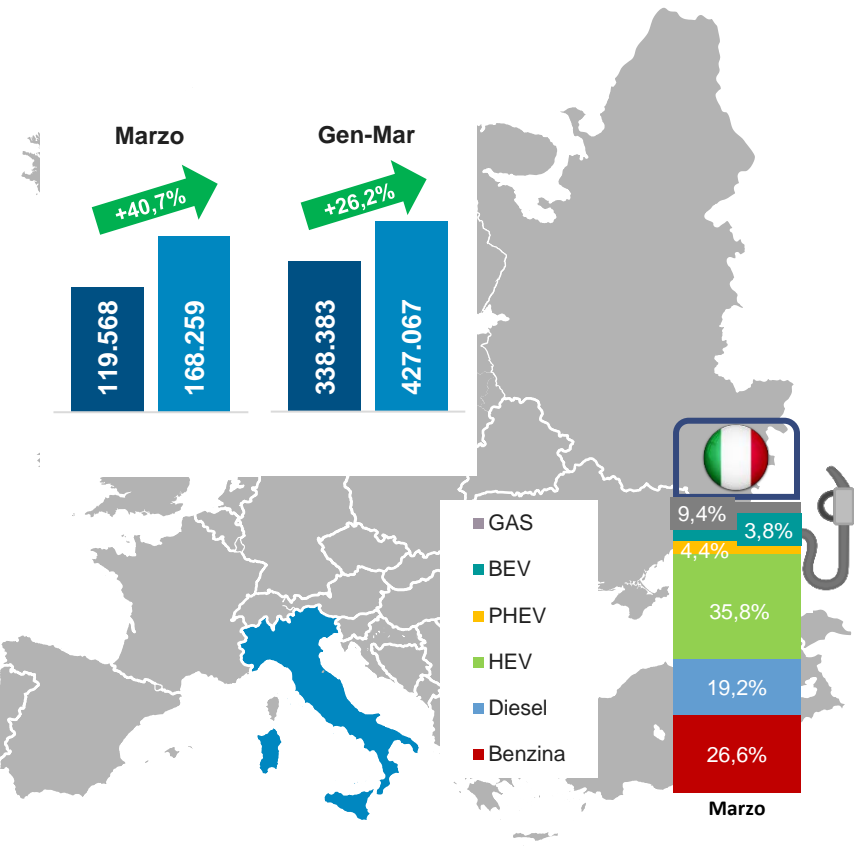 Marzo
Gen-Mar
+40,7%
+26,2%
119.568
168.259
338.383
427.067
GAS
BEV
PHEV
HEV
Diesel
Benzina
9,4%
3,8%
4,4%
35,8%
19,2%
26,6%
Marzo